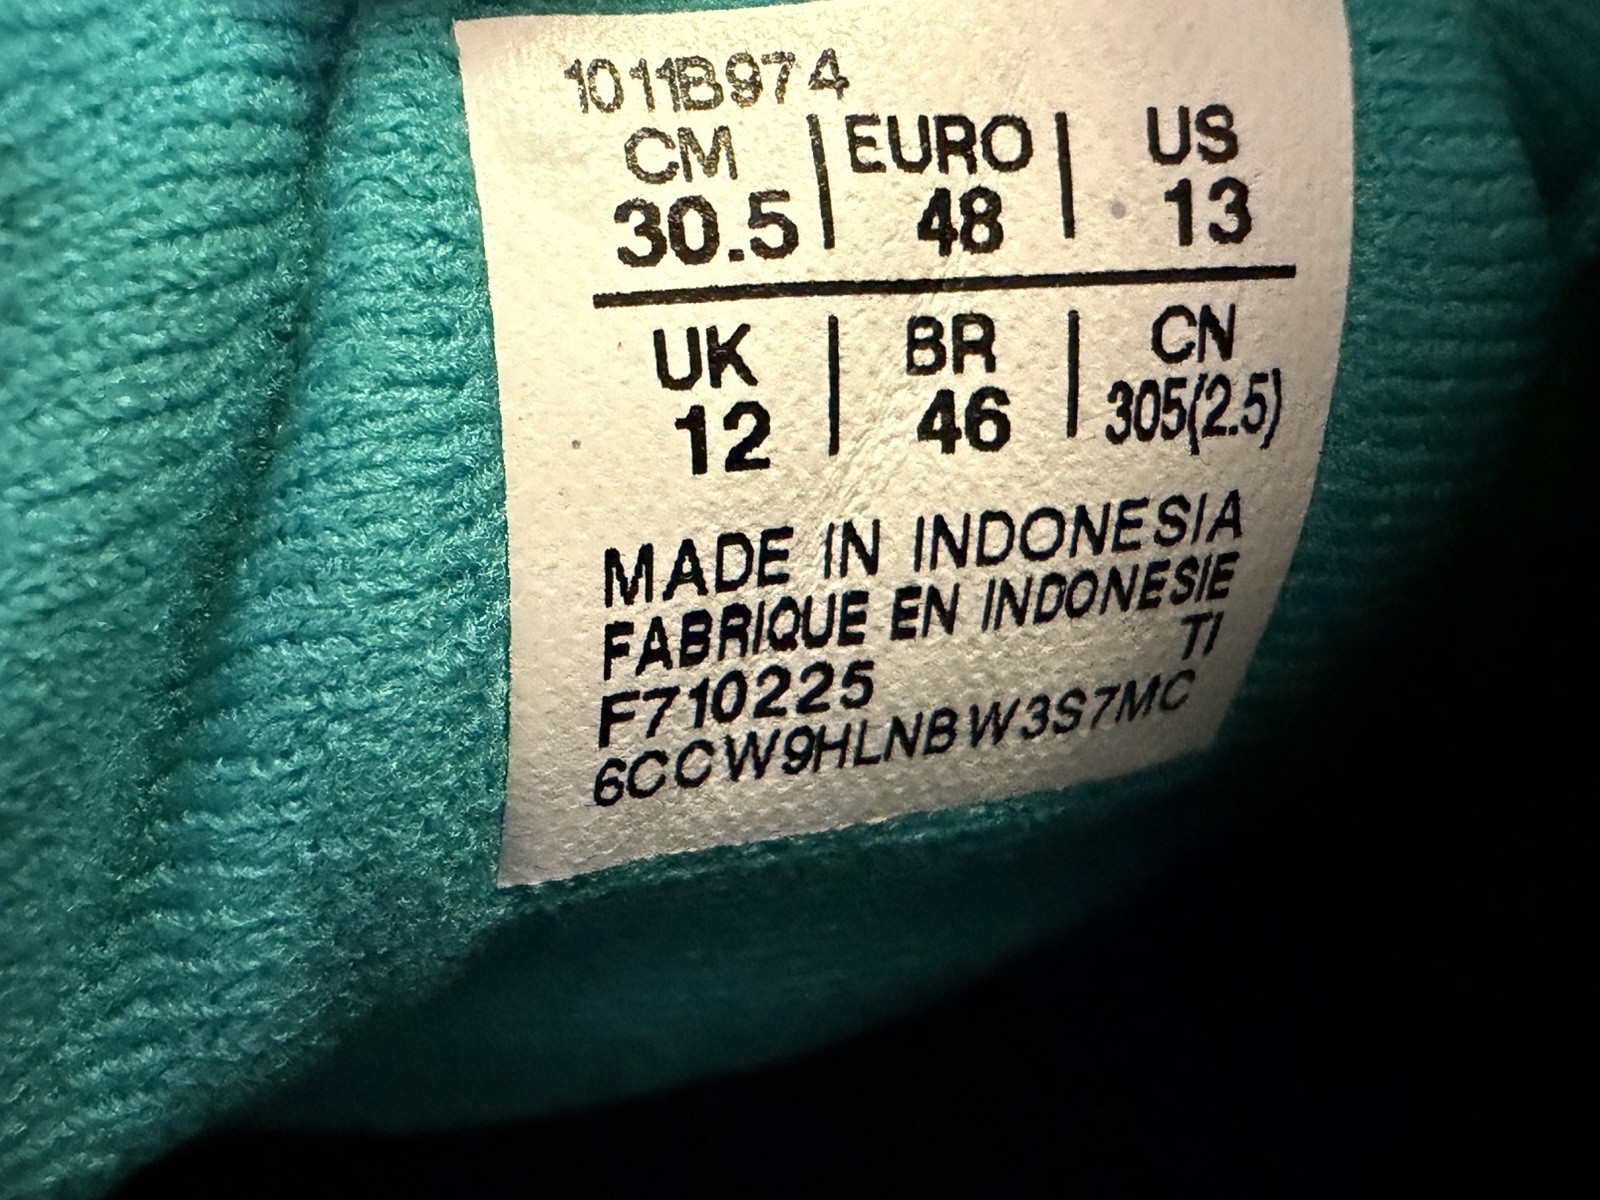 1011B974
CM | EURO | US
30.5 | 48 | 13
UK | BR | CN
12 | 46 | 305(2.5)
MADE IN INDONESIA
FABRIQUE EN INDONESIE
TI
F710225
6CCW9HLNBW3S7MC